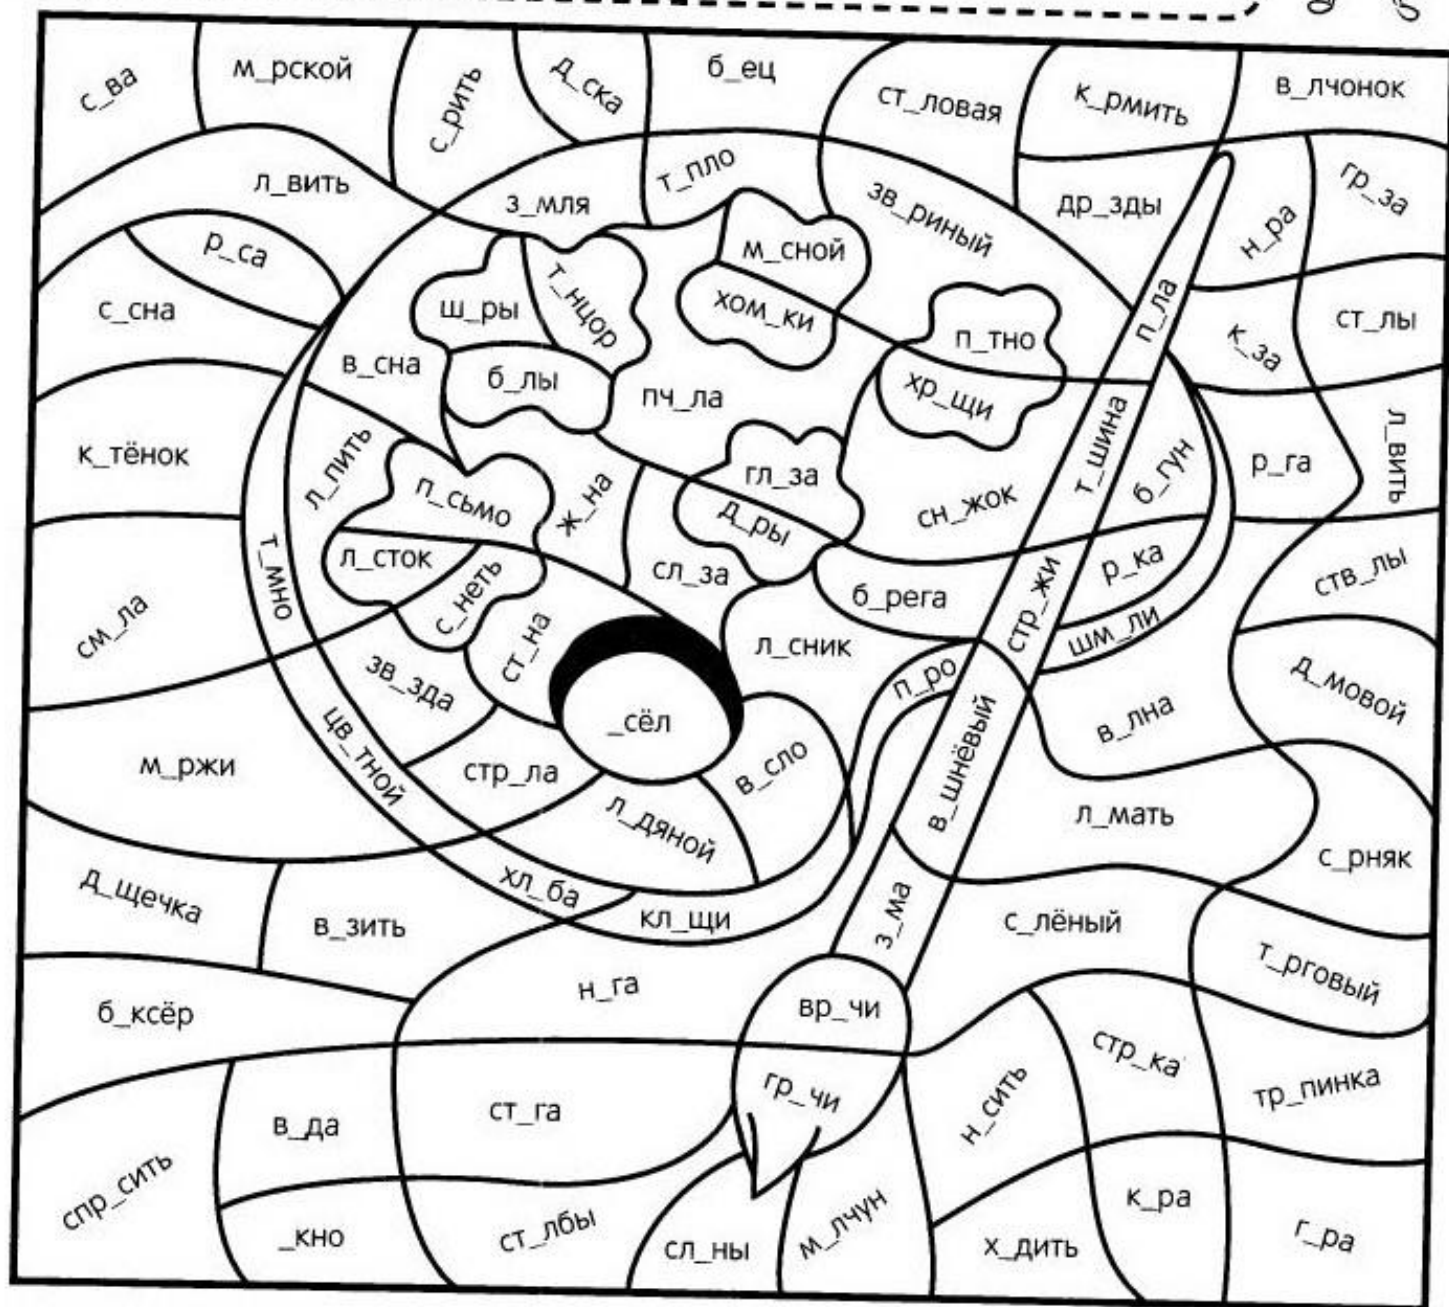 с_ва
м_рской
с_рить
д_ска
б_ец
ст_ловая
к_рмить
в_лчонок
л_вить
з_мля
т_пло
зв_риный
др_зды
н_ра
гр_за
р_са
м_сной
с_сна
ш_ры
т_нцор
хом_ки
п_тно
п_ла
к_за
ст_лы
в_сна
б_лы
пч_ла
хр_щи
т_шина
к_тёнок
л_пить
п_сьмо
ж_на
гл_за
сн_жок
б_гун
р_га
л_вить
т_мно
л_сток
с_неть
сл_за
д_ры
б_рега
стр_жи
р_ка
ств_лы
см_ла
зв_зда
ст_на
л_сник
п_ро
шм_ли
д_мовой
м_ржи
цв_тной
стр_ла
_сёл
в_сло
в_шнёвый
в_лна
л_мать
л_дяной
с_рняк
д_щечка
в_зить
хл_ба
кл_щи
з_ма
с_лёный
т_рговый
б_ксёр
н_га
вр_чи
стр_ка
в_да
ст_га
гр_чи
н_сить
тр_пинка
спр_сить
_кно
ст_лбы
сл_ны
м_лчун
х_дить
к_ра
г_ра